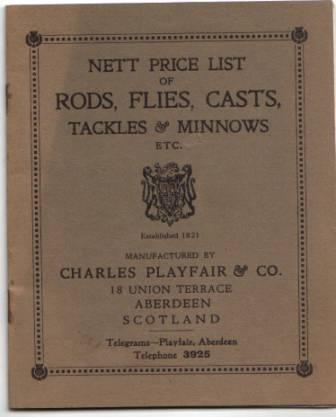 NETT PRICE LIST
OF
RODS, FLIES, CASTS,
TACKLES & MINNOWS
ETC.
Established 1821
MANUFACTURED BY
CHARLES PLAYFAIR & CO.
18 UNION TERRACE
ABERDEEN
SCOTLAND
Telegrams—Playfair, Aberdeen
Telephone 3925